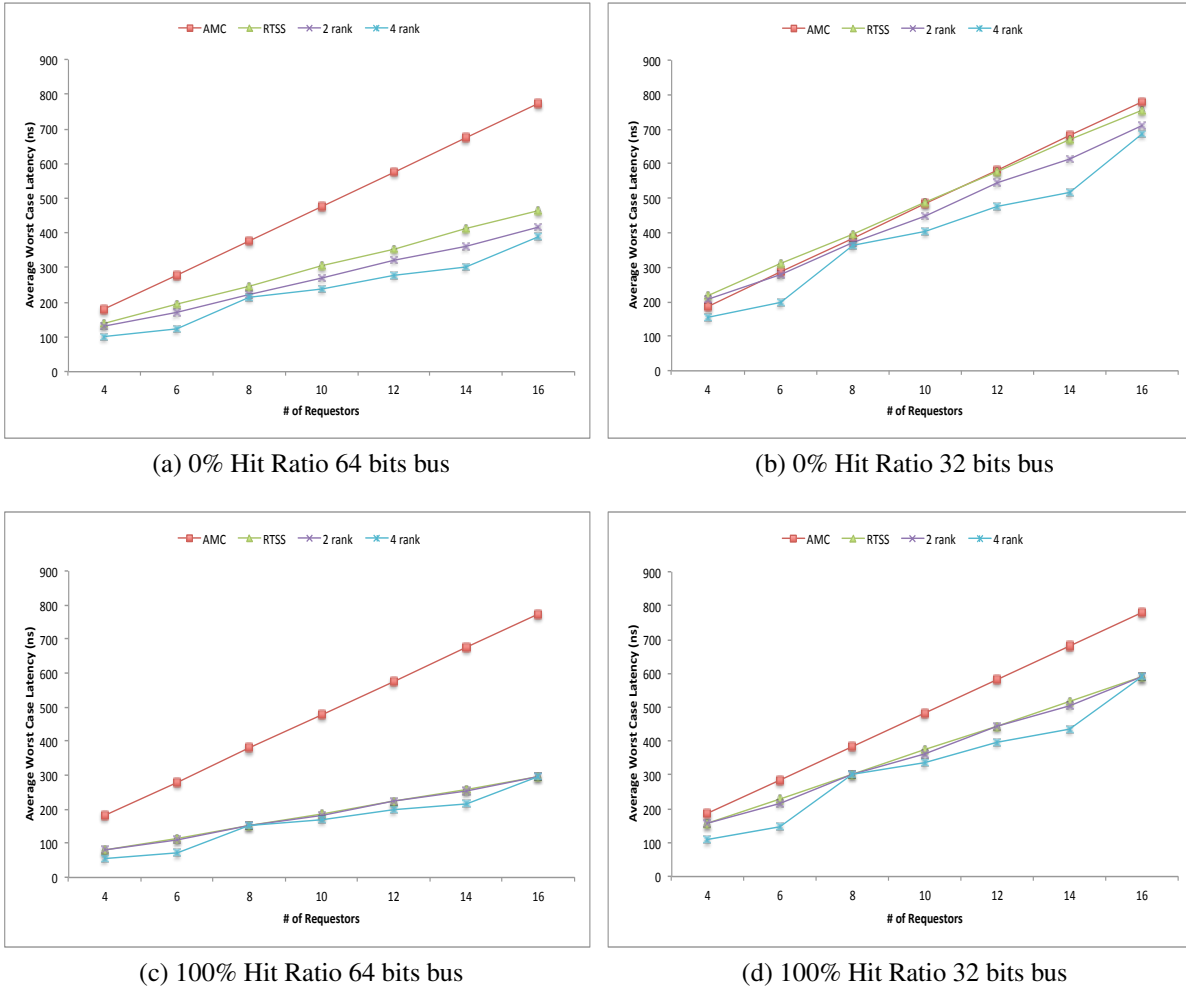 AMC RTSS 2 rank 4 rank
900
800
700
600
500
400
300
200
100
0
Average Worst Case Latency (ns)
4 6 8 10 12 14 16
# of Requestors
(a) 0% Hit Ratio 64 bits bus
AMC RTSS 2 rank 4 rank
900
800
700
600
500
400
300
200
100
0
Average Worst Case Latency (ns)
4 6 8 10 12 14 16
# of Requestors
(b) 0% Hit Ratio 32 bits bus
AMC RTSS 2 rank 4 rank
900
800
700
600
500
400
300
200
100
0
Average Worst Case Latency (ns)
4 6 8 10 12 14 16
# of Requestors
(c) 100% Hit Ratio 64 bits bus
AMC RTSS 2 rank 4 rank
900
800
700
600
500
400
300
200
100
0
Average Worst Case Latency (ns)
4 6 8 10 12 14 16
# of Requestors
(d) 100% Hit Ratio 32 bits bus